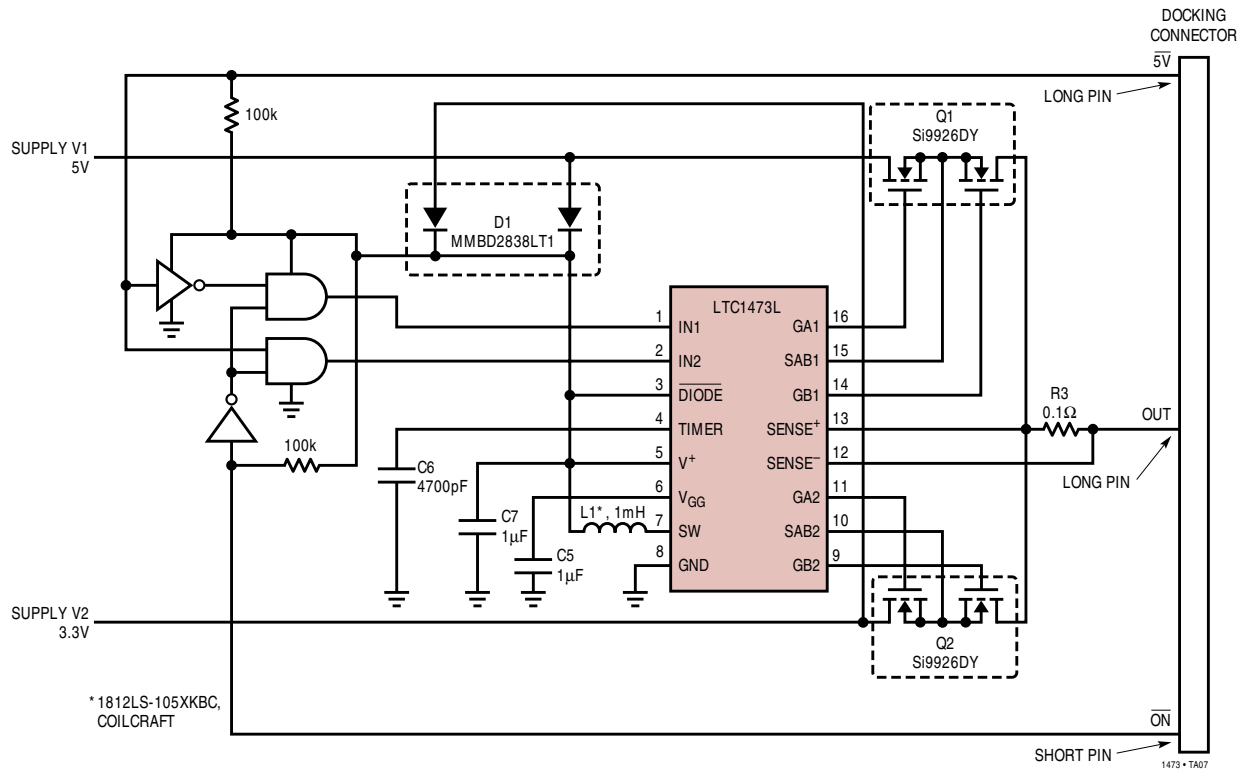 DOCKING
CONNECTOR
5V
LONG PIN
100k
Q1
Si9926DY
SUPPLY V1
5V
D1
MMBD2838LT1
LTC1473L
1
IN1
GA1
16
2
IN2
SAB1
15
3
DIODE
GB1
14
4
TIMER
SENSE+
13
5
V+
SENSE–
12
6
VGG
GA2
11
7
SW
SAB2
10
8
GND
GB2
9
R3
0.1Ω
OUT
LONG PIN
100k
C6
4700pF
C7
1µF
L1*, 1mH
C5
1µF
SUPPLY V2
3.3V
Q2
Si9926DY
* 1812LS-105XKBC,
COILCRAFT
ON
SHORT PIN
1473 • TA07